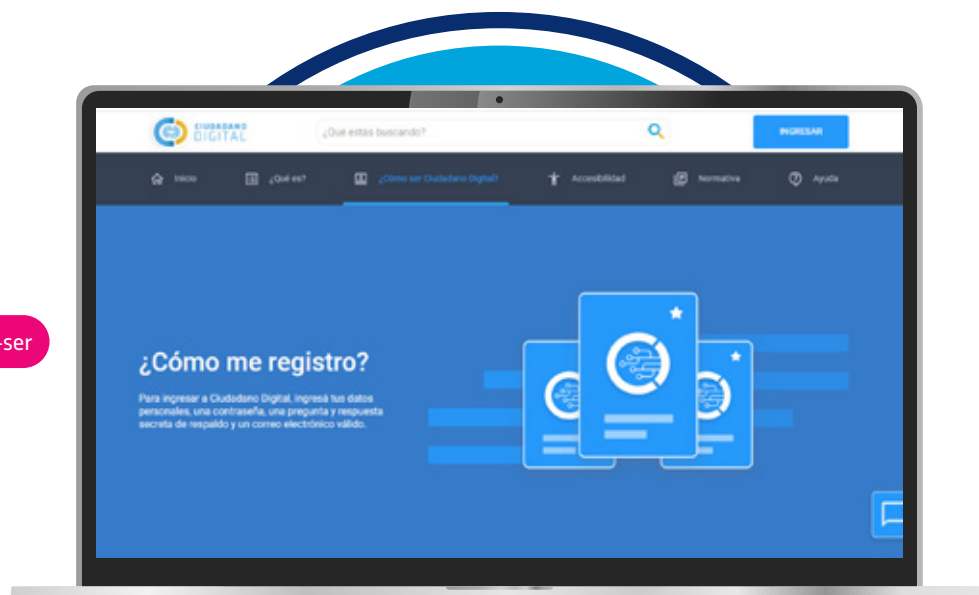 CIUDADANO
DIGITAL
¿Qué estás buscando?
INGRESAR
Inicio
¿Qué es?
¿Cómo ser Ciudadano Digital?
Accesibilidad
Normativa
Ayuda
-ser
¿Cómo me registro?
Para ingresar a Ciudadano Digital, ingresá tus datos
personales, una contraseña, una pregunta y respuesta
secreta de respaldo y un correo electrónico válido.